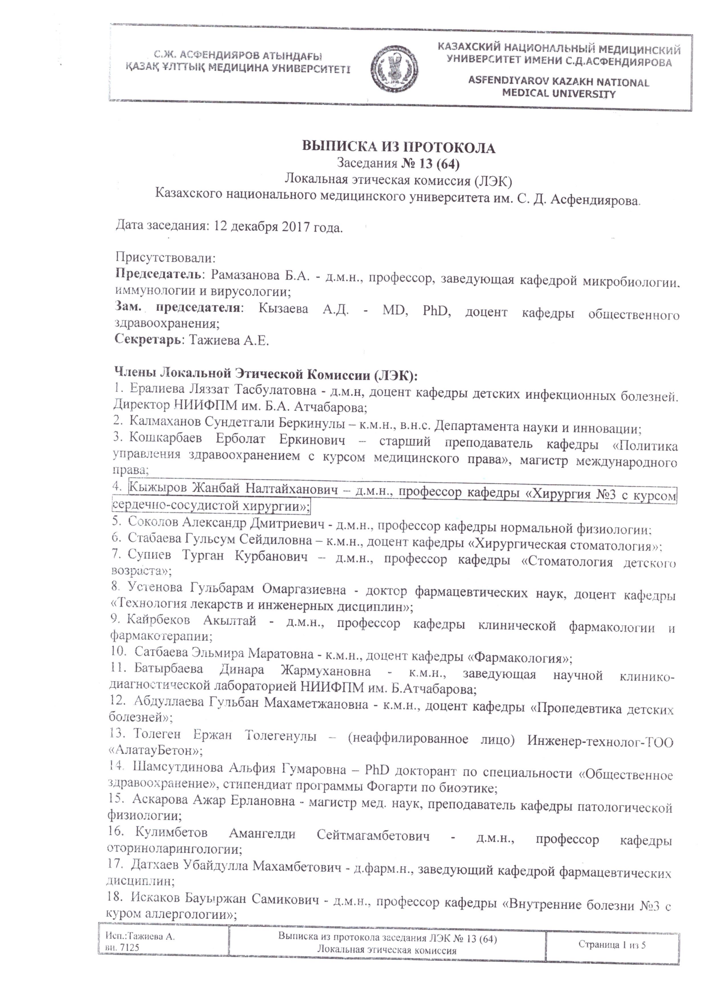 С.Ж. АСФЕНДИЯРОВ АТЫНДАҒЫ
ҚАЗАҚ ҰЛТТЫҚ МЕДИЦИНА УНИВЕРСИТЕТІ
КАЗАХСКИЙ НАЦИОНАЛЬНЫЙ МЕДИЦИНСКИЙ
УНИВЕРСИТЕТ ИМЕНИ С.Д.АСФЕНДИЯРОВА
ASFENDIYAROV KAZAKH NATIONAL
MEDICAL UNIVERSITY
ВЫПИСКА ИЗ ПРОТОКОЛА
Заседания № 13 (64)
Локальная этическая комиссия (ЛЭК)
Казахского национального медицинского университета им. С. Д. Асфендиярова.
Дата заседания: 12 декабря 2017 года.
Присутствовали:
Председатель: Рамазанова Б.А. - д.м.н., профессор, заведующая кафедрой микробиологии.
иммунологии и вирусологии;
Зам. председателя: Кызаева А.Д. - MD, PhD, доцент кафедры общественного
здравоохранения;
Секретарь: Тажиева А.Е.
Члены Локальной Этической Комиссии (ЛЭК):
1. Ералиева Ляззат Тасбулатовна - д.м.н, доцент кафедры детских инфекционных болезней.
Директор НИИФПМ им. Б.А. Атчабарова;
2. Калмаханов Сундетгали Беркинулы – к.м.н., в.н.с. Департамента науки и инновации;
3. Кошкарбаев Ерболат Еркинович – старший преподаватель кафедры «Политика
управления здравоохранением с курсом медицинского права», магистр международного
права;
4. Кыжыров Жанбай Налтайханович – д.м.н., профессор кафедры «Хирургия №3 с курсом
сердечно-сосудистой хирургии»;
5. Соколов Александр Дмитриевич - д.м.н., профессор кафедры нормальной физиологии;
6. Стабаева Гульсум Сейдиловна – к.м.н., доцент кафедры «Хирургическая стоматология»;
7. Супиев Турган Курбанович – д.м.н., профессор кафедры «Стоматология детского
возраста»;
8. Устенова Гульбарам Омаргазиевна - доктор фармацевтических наук, доцент кафедры
«Технология лекарств и инженерных дисциплин»;
9. Кайрбеков Акылтай - д.м.н., профессор кафедры клинической фармакологии и
фармакотерапии;
10. Сатбаева Эльмира Маратовна - к.м.н., доцент кафедры «Фармакология»;
11. Батырбаева Динара Жармухановна - к.м.н., заведующая научной клинико-
диагностической лабораторией НИИФПМ им. Б.Атчабарова;
12. Абдуллаева Гульбан Махаметжановна - к.м.н., доцент кафедры «Пропедевтика детских
болезней»;
13. Толеген Ержан Толегенулы – (неаффилированное лицо) Инженер-технолог-ТОО
«АлатауБетон»;
14. Шамсутдинова Альфия Гумаровна – PhD докторант по специальности «Общественное
здравоохранение», стипендиат программы Фогарти по биоэтике;
15. Аскарова Ажар Ерлановна - магистр мед. наук, преподаватель кафедры патологической
физиологии;
16. Кулимбетов Амангелди Сейтмагамбетович - д.м.н., профессор кафедры
оториноларингологии;
17. Датхаев Убайдулла Махамбетович - д.фарм.н., заведующий кафедрой фармацевтических
дисциплин;
18. Искаков Бауыржан Самикович - д.м.н., профессор кафедры «Внутренние болезни №3 с
куром аллергологии»;
Исп.:Тажиева А.
вн. 7125
Выписка из протокола заседания ЛЭК № 13 (64)
Локальная этическая комиссия
Страница 1 из 5